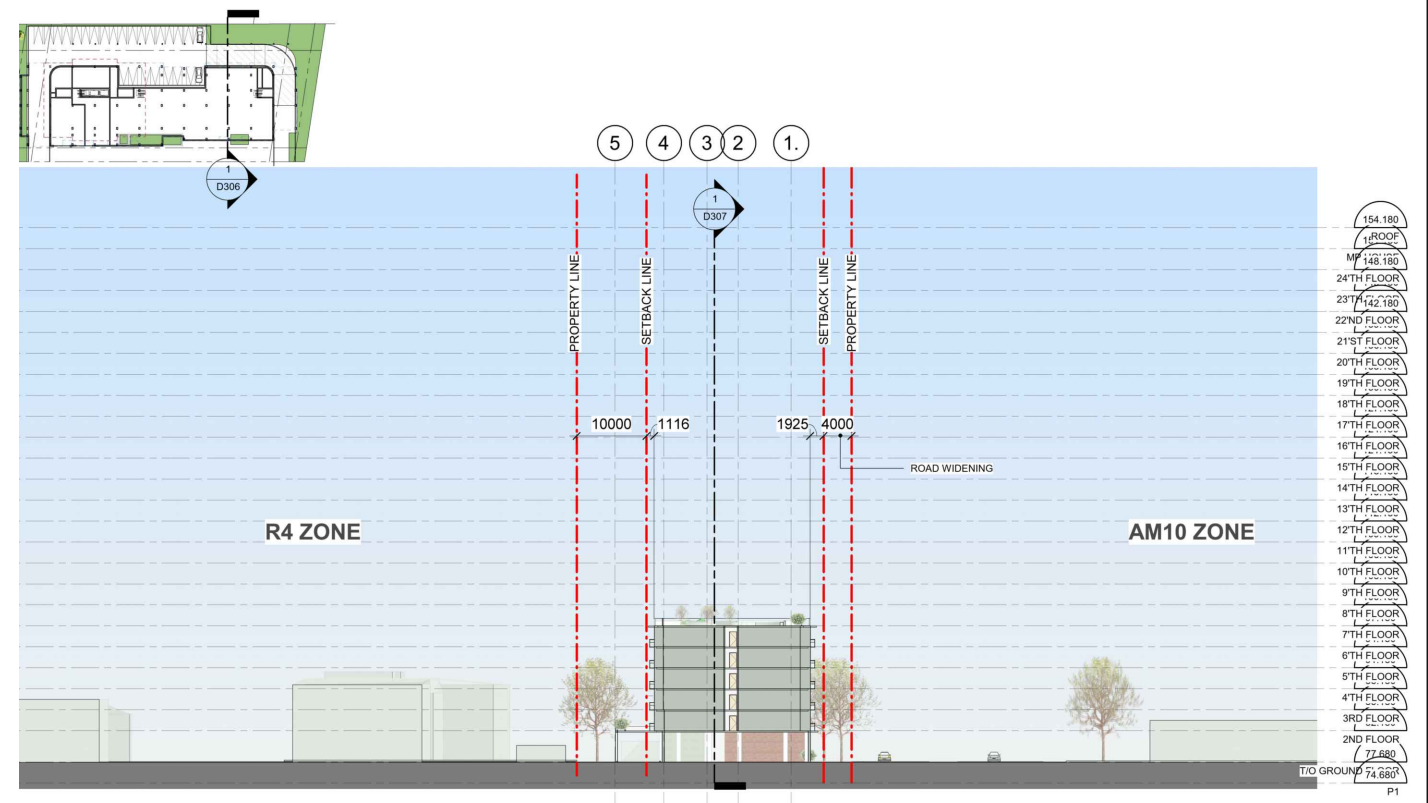 1
D306
5
4
3
2
1.
1
D307
PROPERTY LINE
SETBACK LINE
SETBACK LINE
PROPERTY LINE
10000
1116
1925
4000
ROAD WIDENING
R4 ZONE
AM10 ZONE
154.180
ROOF
148.180
24'TH FLOOR
142.180
22'ND FLOOR
21'ST FLOOR
20'TH FLOOR
19'TH FLOOR
18'TH FLOOR
17'TH FLOOR
16'TH FLOOR
15'TH FLOOR
14'TH FLOOR
13'TH FLOOR
12'TH FLOOR
11'TH FLOOR
10'TH FLOOR
9'TH FLOOR
8'TH FLOOR
7'TH FLOOR
6'TH FLOOR
5'TH FLOOR
4'TH FLOOR
3RD FLOOR
2ND FLOOR
77.680
T/O GROUND
74.680
P1